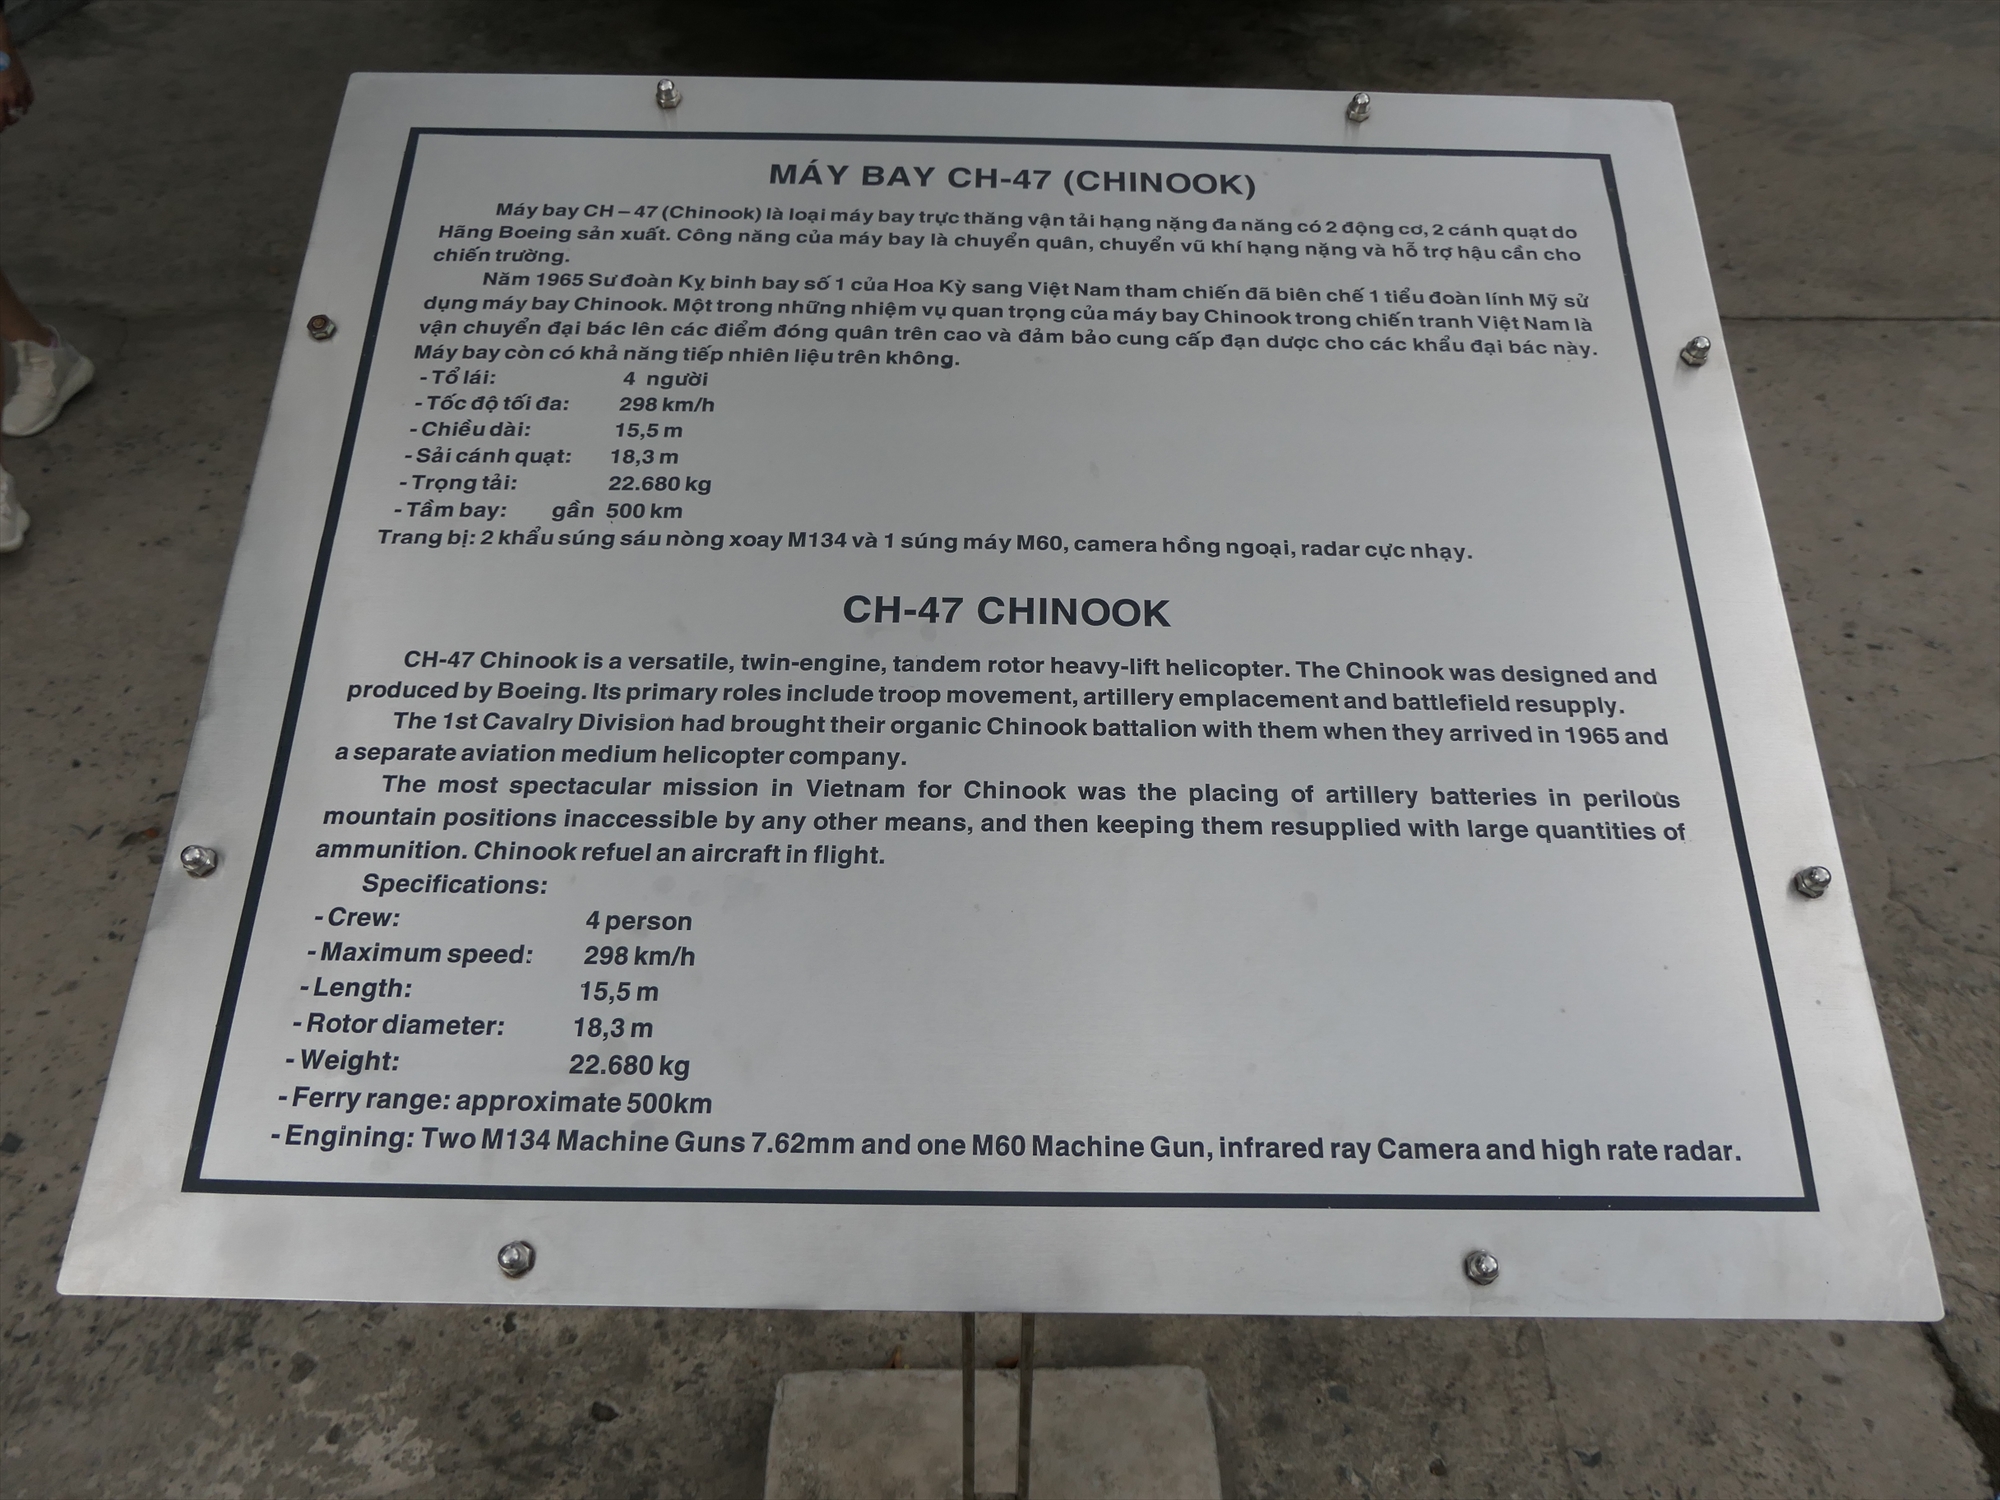 MÁY BAY CH-47 (CHINOOK)
Máy bay CH – 47 (Chinook) là loại máy bay trực thăng vận tải hạng nặng đa năng có 2 động cơ, 2 cánh quạt do
Hãng Boeing sản xuất. Công năng của máy bay là chuyển quân, chuyển vũ khí hạng nặng và hỗ trợ hậu cần cho
chiến trường.
Năm 1965 Sư đoàn Kỵ binh bay số 1 của Hoa Kỳ sang Việt Nam tham chiến đã biên chế 1 tiểu đoàn lính Mỹ sử
dụng máy bay Chinook. Một trong những nhiệm vụ quan trọng của máy bay Chinook trong chiến tranh Việt Nam là
vận chuyển đại bác lên các điểm đóng quân trên cao và đảm bảo cung cấp đạn dược cho các khẩu đại bác này.
Máy bay còn có khả năng tiếp nhiên liệu trên không.
- Tổ lái: 4 người
- Tốc độ tối đa: 298 km/h
- Chiều dài: 15,5 m
- Sải cánh quạt: 18,3 m
- Trọng tải: 22.680 kg
- Tầm bay: gần 500 km
Trang bị: 2 khẩu súng sáu nòng xoay M134 và 1 súng máy M60, camera hồng ngoại, radar cực nhạy.
CH-47 CHINOOK
CH-47 Chinook is a versatile, twin-engine, tandem rotor heavy-lift helicopter. The Chinook was designed and
produced by Boeing. Its primary roles include troop movement, artillery emplacement and battlefield resupply.
The 1st Cavalry Division had brought their organic Chinook battalion with them when they arrived in 1965 and
a separate aviation medium helicopter company.
The most spectacular mission in Vietnam for Chinook was the placing of artillery batteries in perilous
mountain positions inaccessible by any other means, and then keeping them resupplied with large quantities of
ammunition. Chinook refuel an aircraft in flight.
Specifications:
- Crew: 4 person
- Maximum speed: 298 km/h
- Length: 15,5 m
- Rotor diameter: 18,3 m
- Weight: 22.680 kg
- Ferry range: approximate 500km
- Engining: Two M134 Machine Guns 7.62mm and one M60 Machine Gun, infrared ray Camera and high rate radar.